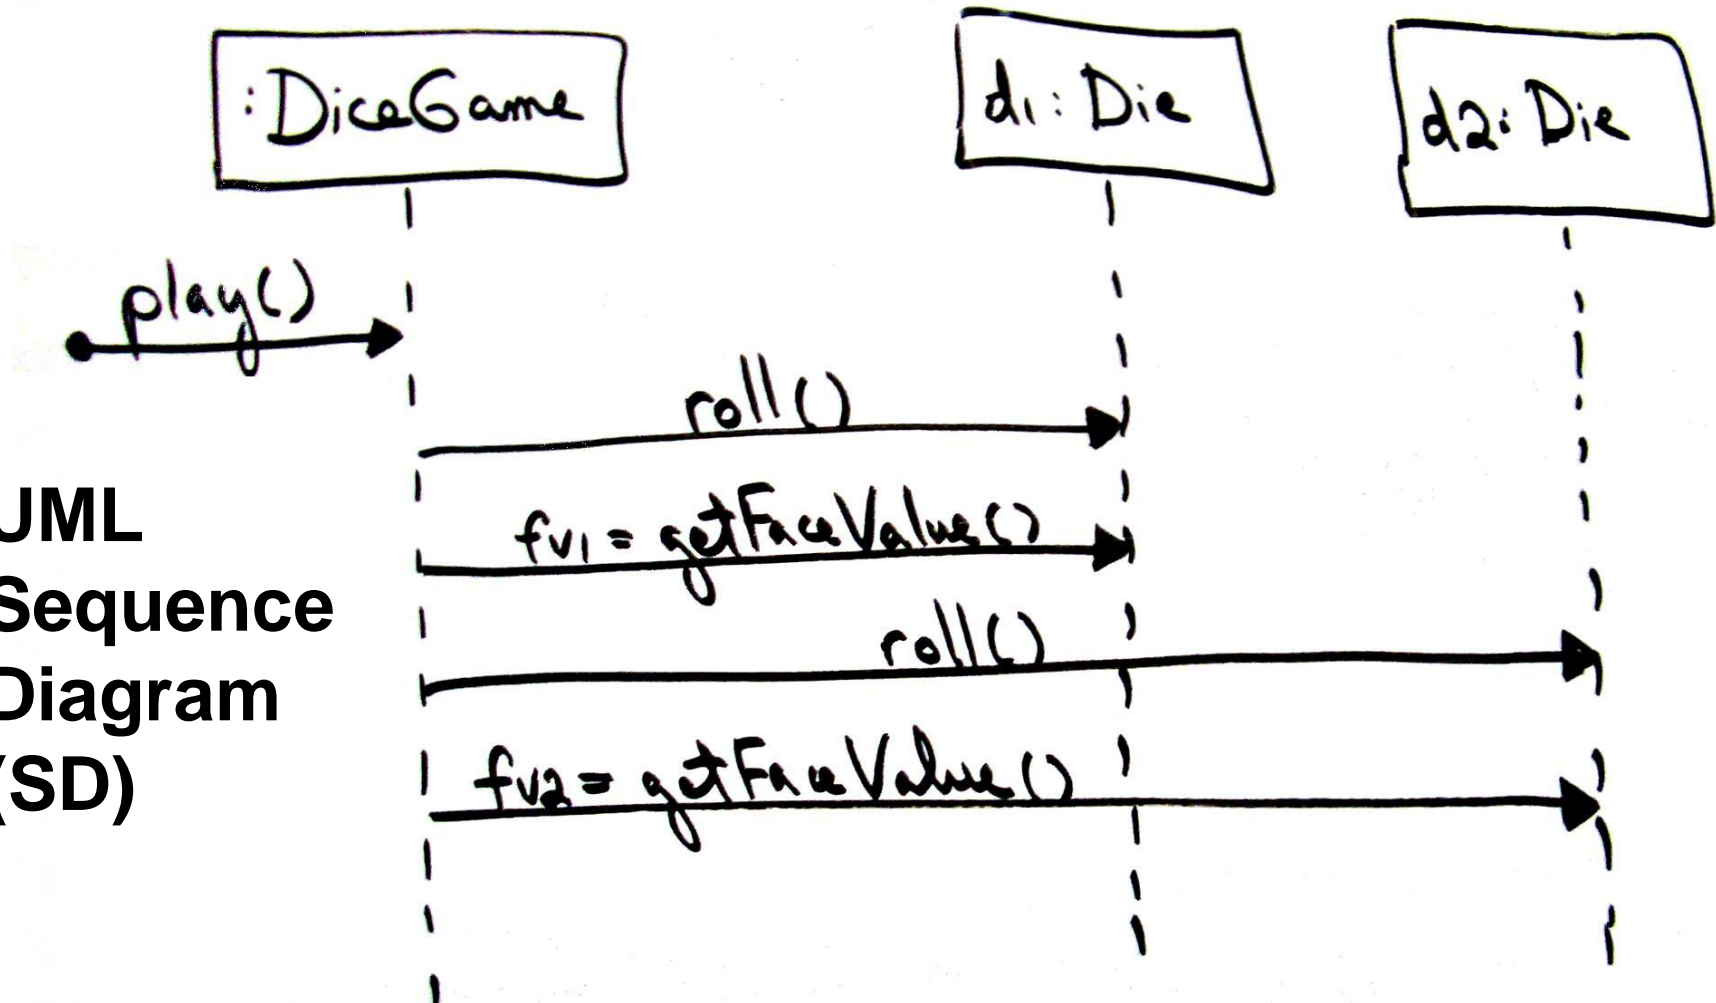 :DiceGame
d1: Die
d2: Die
play()
roll()
fv1 = getFaceValue()
roll()
fv2 = getFaceValue()
UML
Sequence
Diagram
(SD)